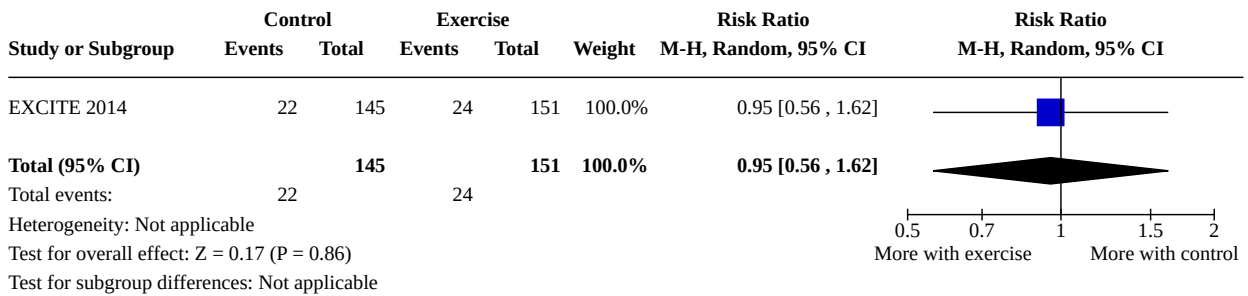 Control Exercise Risk Ratio Risk Ratio
Study or Subgroup Events Total Events Total Weight M-H, Random, 95% CI M-H, Random, 95% CI
EXCITE 2014 22 145 24 151 100.0% 0.95 [0.56 , 1.62]
Total (95% CI) 145 151 100.0% 0.95 [0.56 , 1.62]
Total events: 22 24
Heterogeneity: Not applicable
0.5 0.7 1 1.5 2
Test for overall effect: Z = 0.17 (P = 0.86) More with exercise More with control
Test for subgroup differences: Not applicable